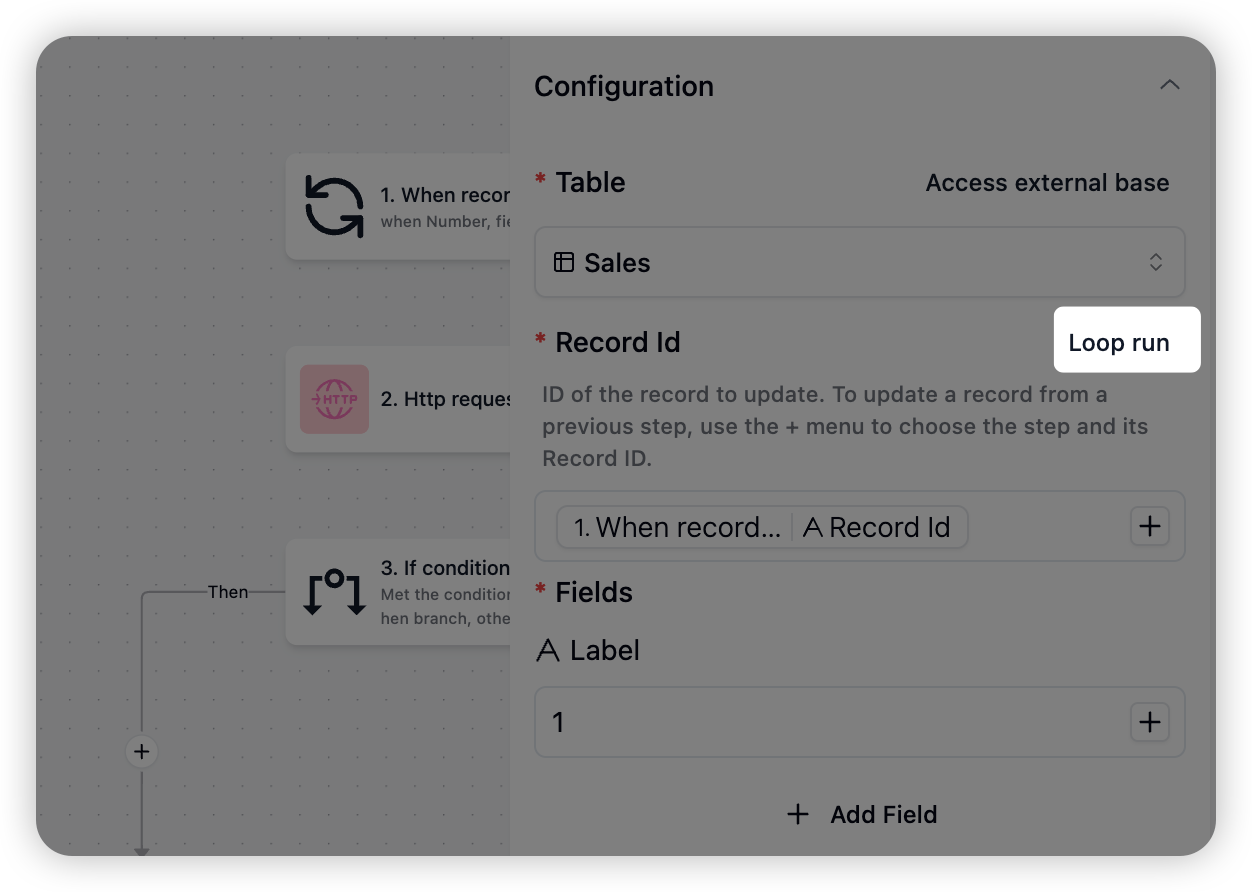 Configuration
* Table
Access external base
Sales
* Record Id
Loop run
ID of the record to update. To update a record from a
previous step, use the + menu to choose the step and its
Record ID.
1. When record... A Record Id
* Fields
A Label
1
+ Add Field
1. When recor
when Number, fie
HTTP
2. Http reques
3. If condition
Met the condition
hen branch, othe
Then